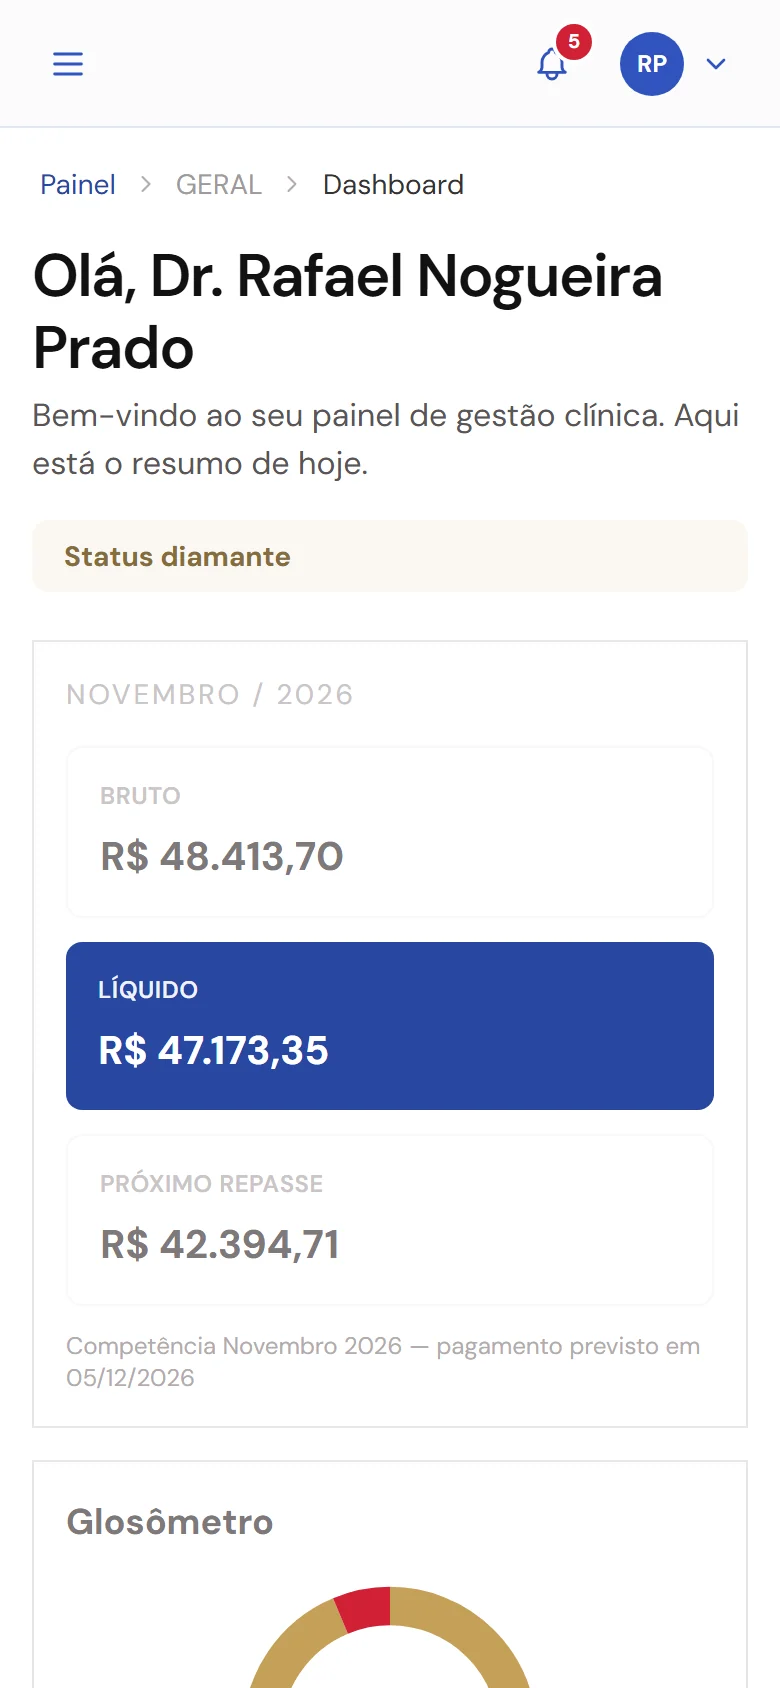 5
RP
Painel > GERAL > Dashboard
Olá, Dr. Rafael Nogueira
Prado
Bem-vindo ao seu painel de gestão clínica. Aqui
está o resumo de hoje.
Status diamante
NOVEMBRO / 2026
BRUTO
R$ 48.413,70
LÍQUIDO
R$ 47.173,35
PRÓXIMO REPASSE
R$ 42.394,71
Competência Novembro 2026 — pagamento previsto em
05/12/2026
Glosômetro